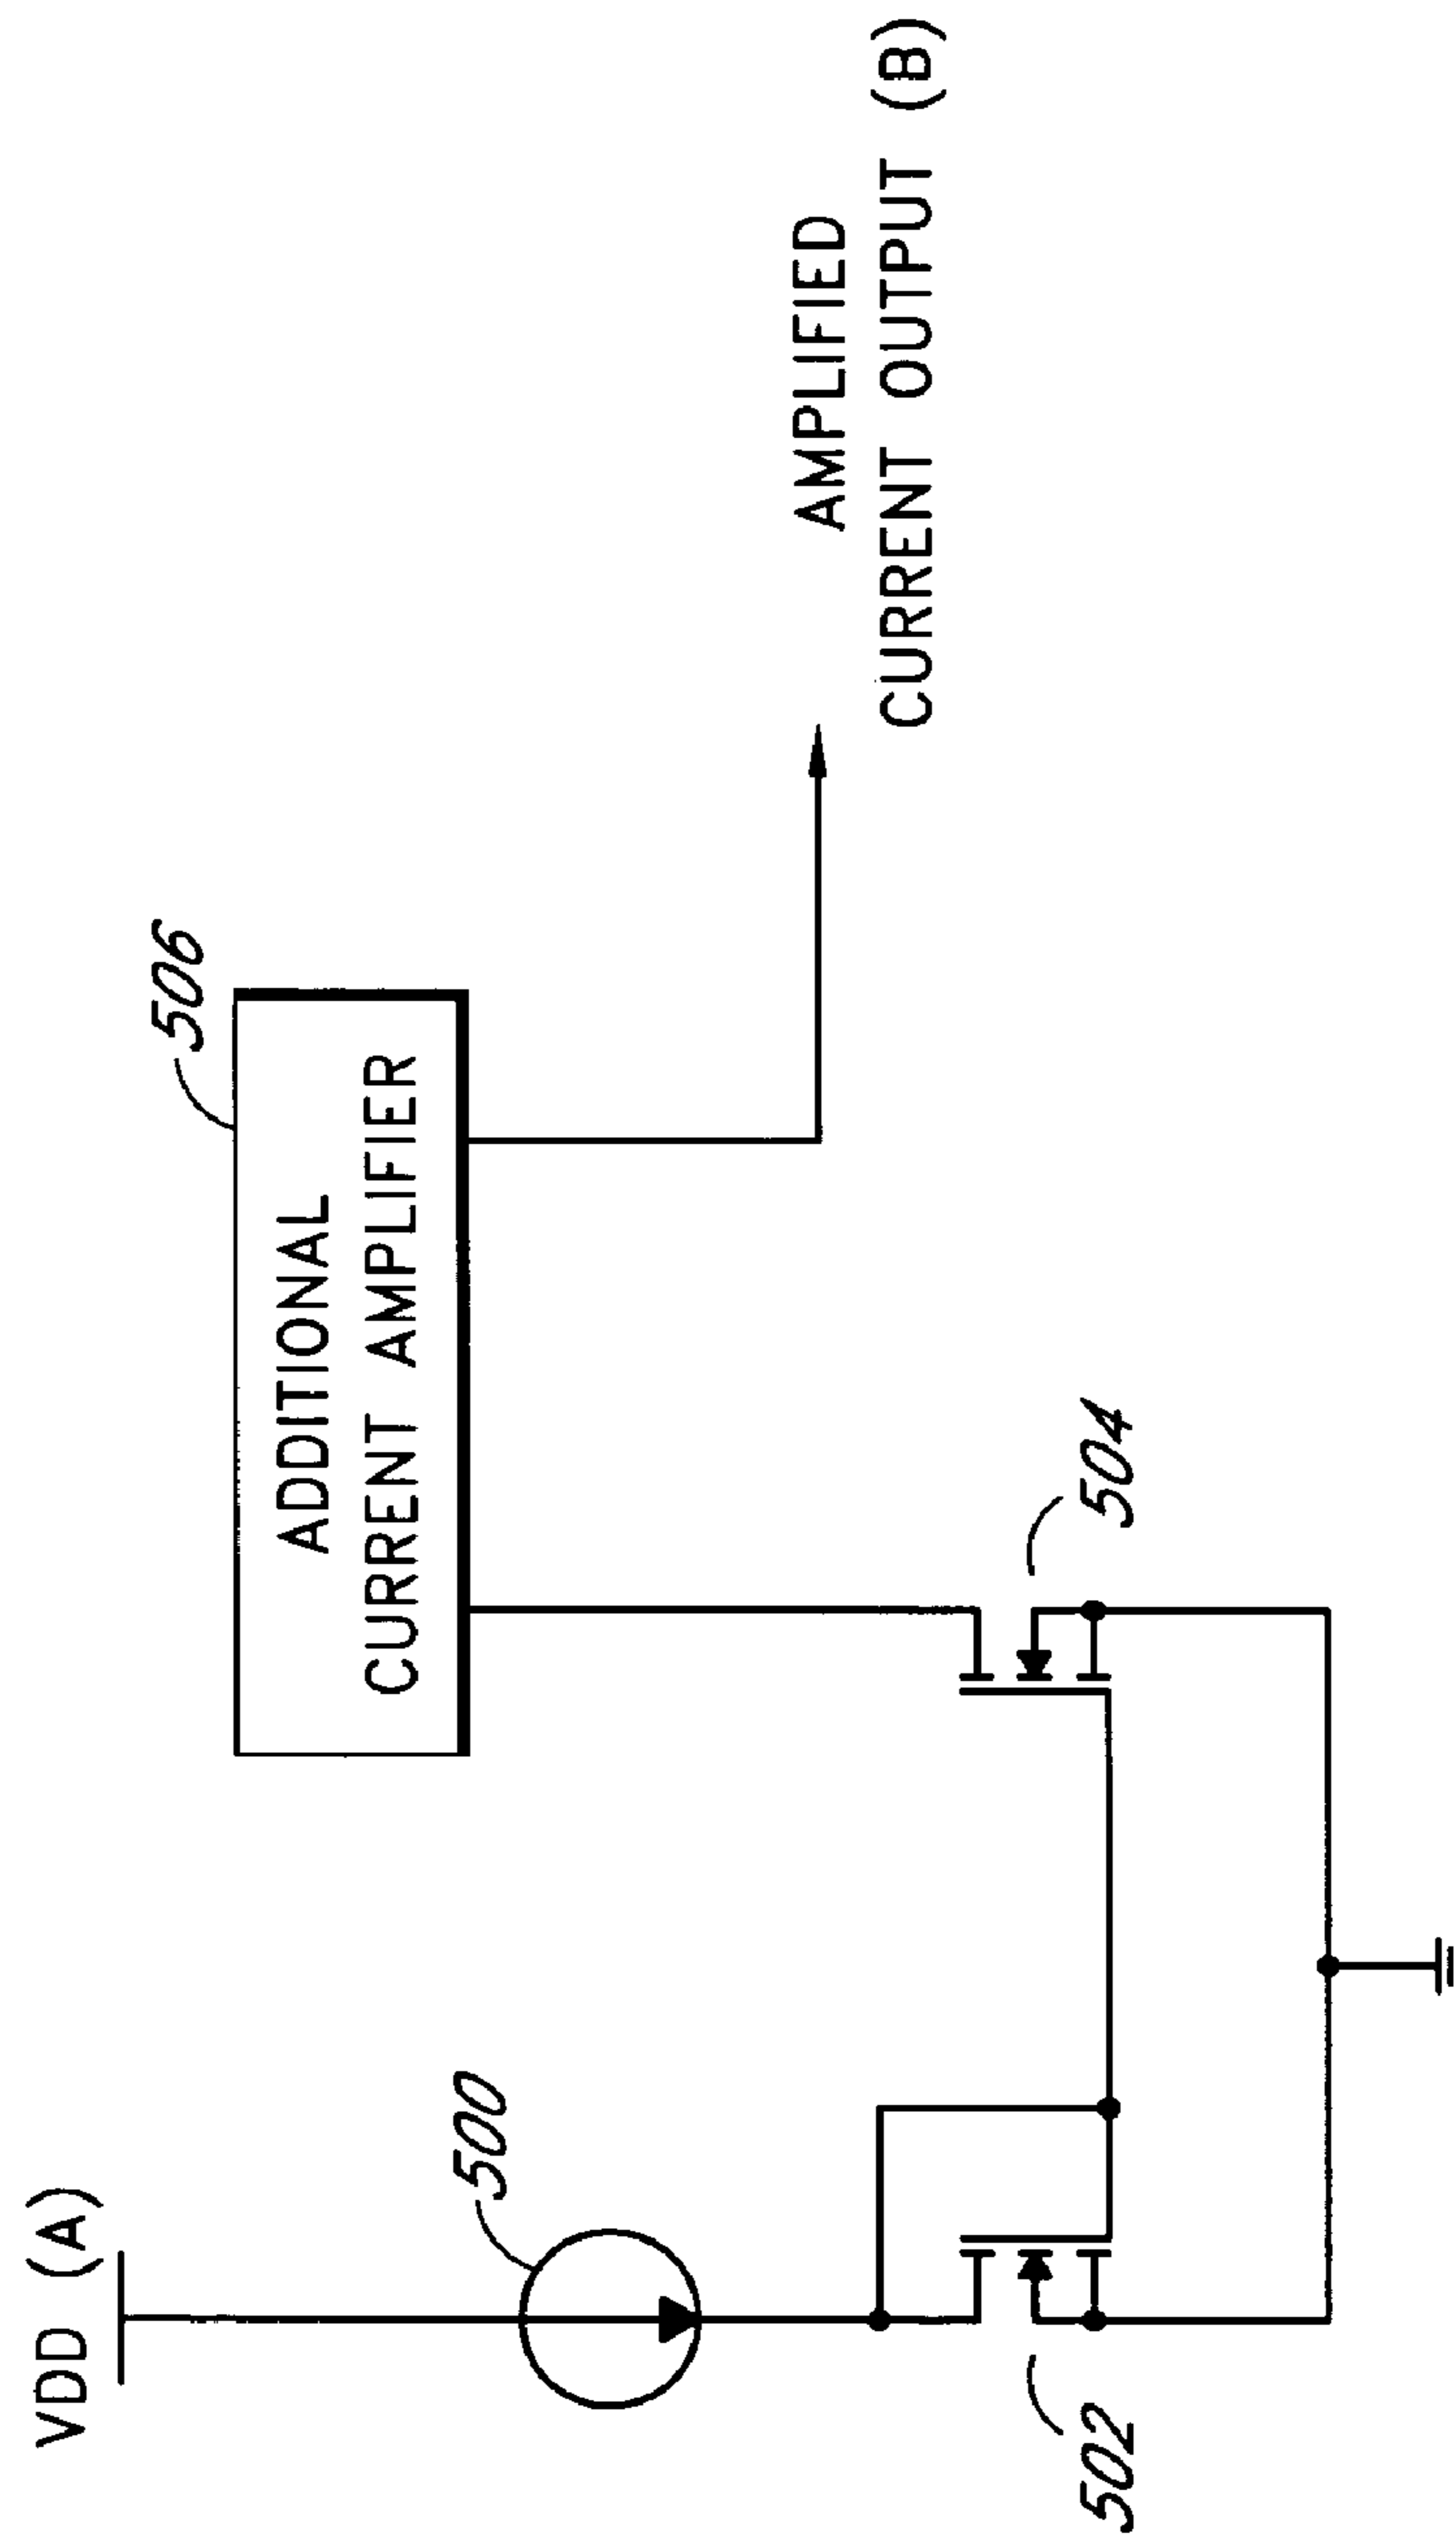 VDD (A)
500
502
504
ADDITIONAL
CURRENT AMPLIFIER
506
AMPLIFIED
CURRENT OUTPUT (B)